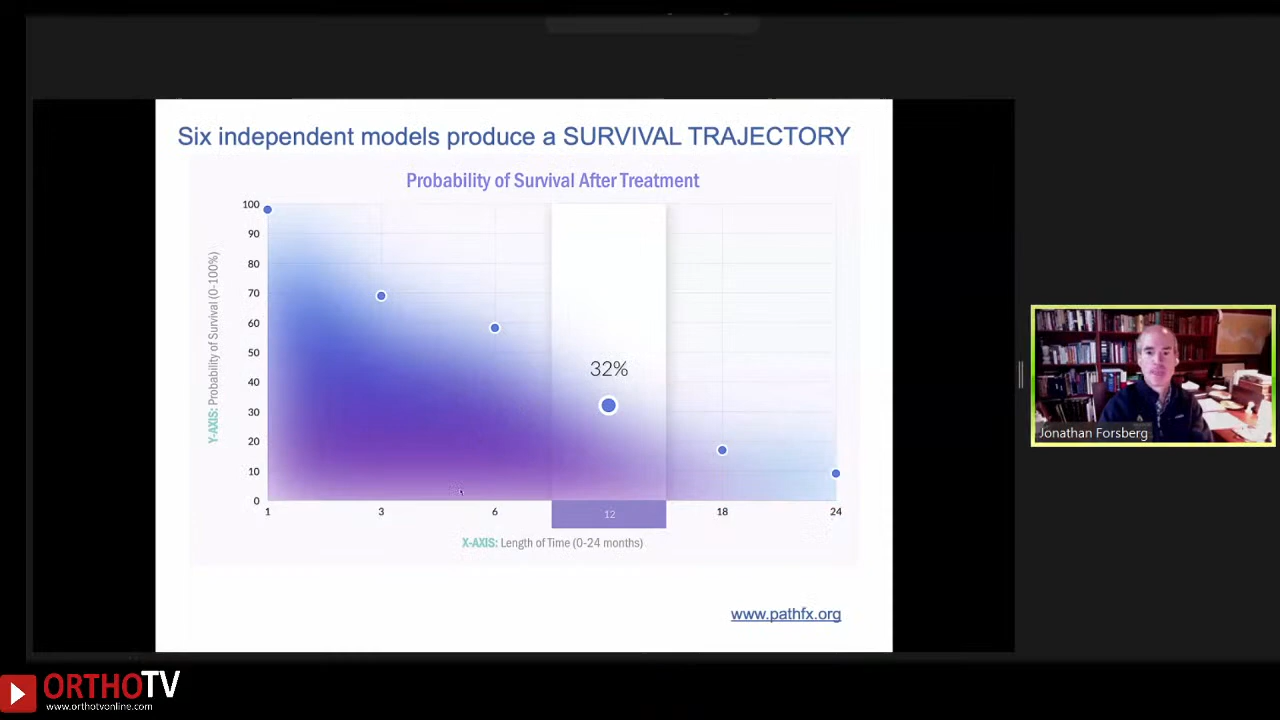 Six independent models produce a SURVIVAL TRAJECTORY
Probability of Survival After Treatment
100
90
80
70
60
50
40
30
20
10
0
Y-AXIS: Probability of Survival (0-100%)
32%
1 3 6 12 18 24
X-AXIS: Length of Time (0-24 months)
www.pathfx.org
Jonathan Forsberg
ORTHOTV
www.orthotvonline.com